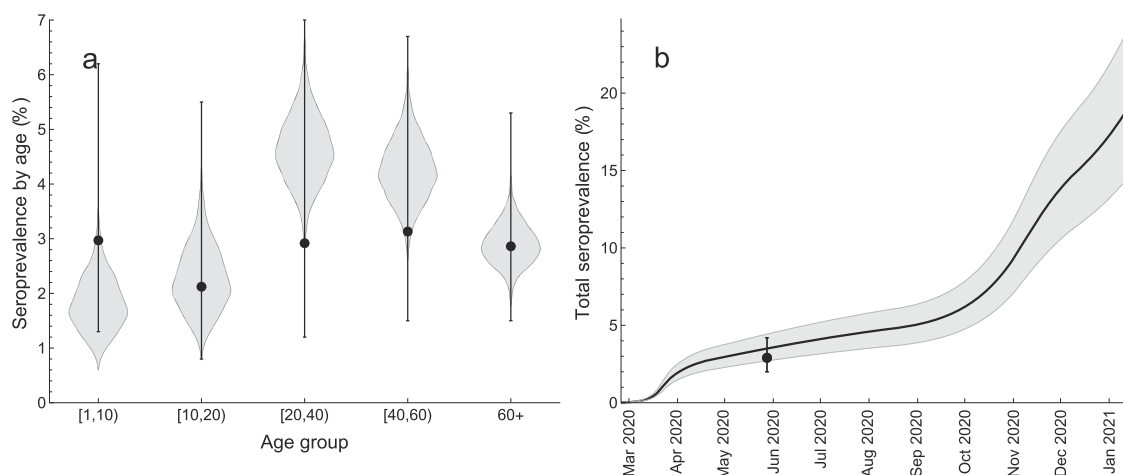 a
Seroprevalence by age (%)
7
6
5
4
3
2
1
0
[1,10)
[10,20)
[20,40)
[40,60)
60+
Age group
b
Total seroprevalence (%)
20
15
10
5
0
Mar 2020
Apr 2020
May 2020
Jun 2020
Jul 2020
Aug 2020
Sep 2020
Oct 2020
Nov 2020
Dec 2020
Jan 2021